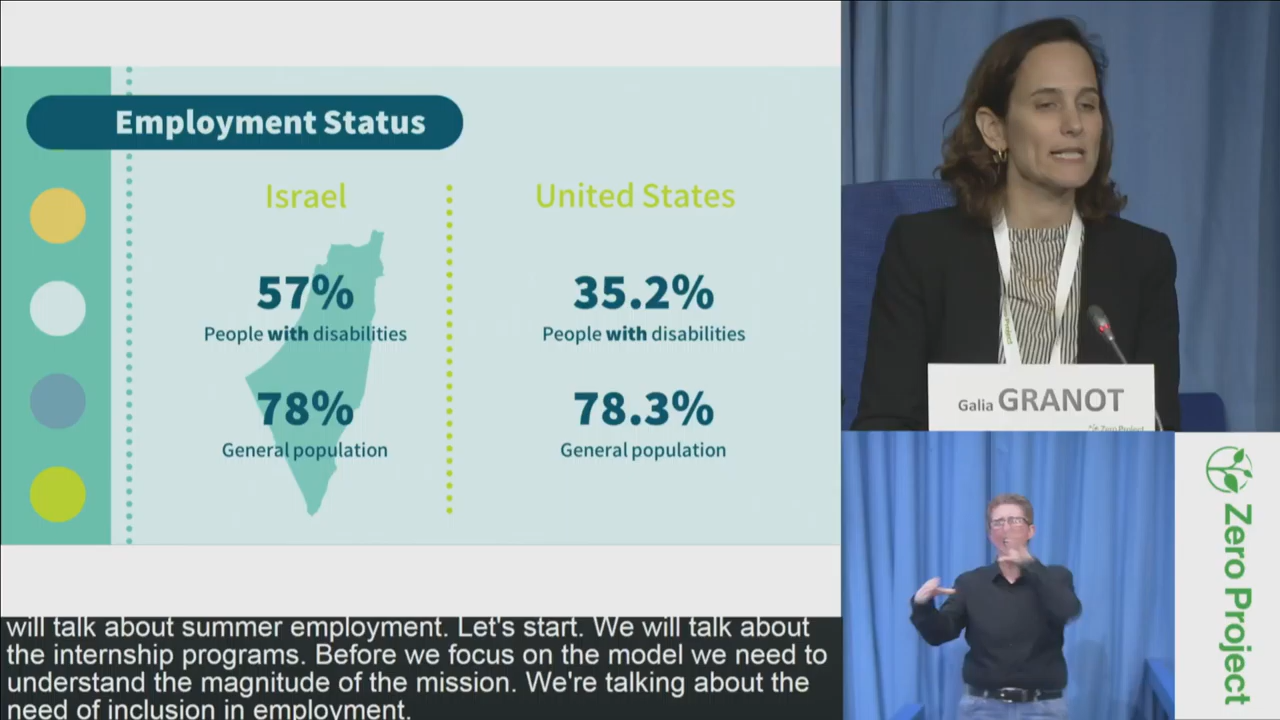 Employment Status
Israel
57%
People with disabilities
78%
General population
United States
35.2%
People with disabilities
78.3%
General population
Galia GRANOT
Zero Project
Zero Project
will talk about summer employment. Let's start. We will talk about
the internship programs. Before we focus on the model we need to
understand the magnitude of the mission. We're talking about the
need of inclusion in employment.